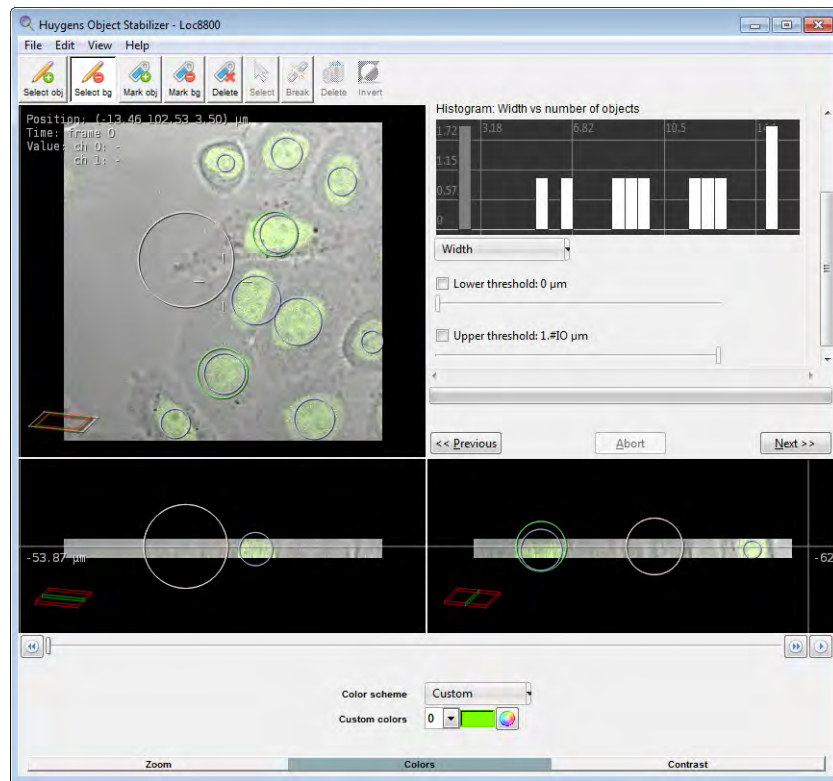 Huygens Object Stabilizer - Loc8800
File Edit View Help
Select obj Select bg Mark obj Mark bg Delete Select Break Delete Invert
Position: (-13.46 102.53 3.50) µm
Time: frame 0
Value: ch 0: -
ch 1: -
Histogram: Width vs number of objects
1.72 3.18 6.82 10.5
1.15
0.57
0
Width
Lower threshold: 0 µm
Upper threshold: 1.#IO µm
<< Previous Abort Next >>
-53.87 µm
-62
Color scheme Custom
Custom colors 0
Zoom Colors Contrast